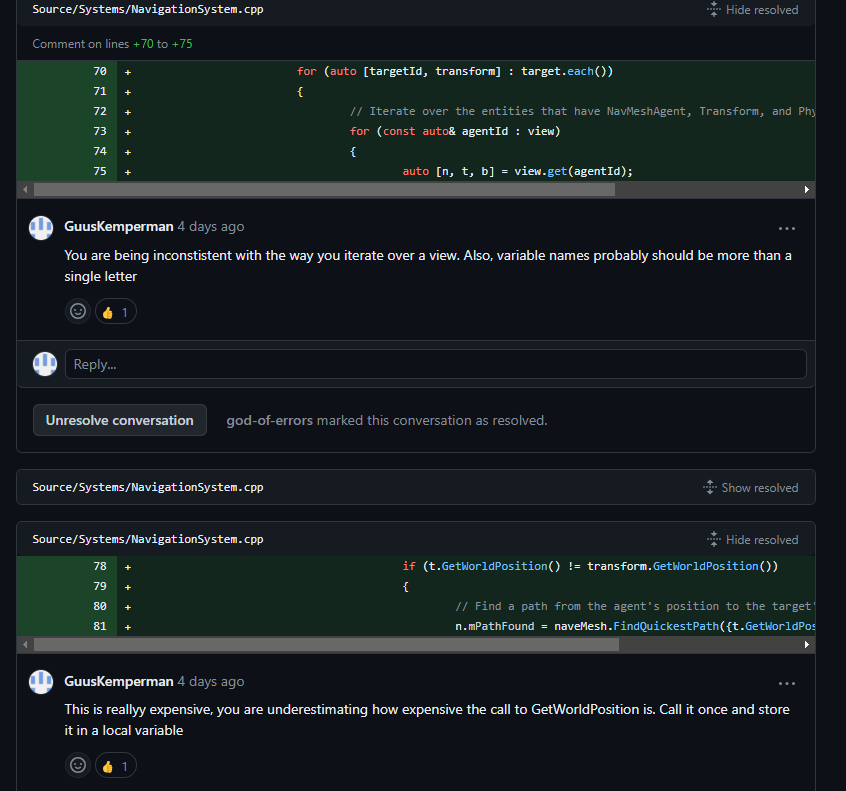 Source/Systems/NavigationSystem.cpp Hide resolved
Comment on lines +70 to +75
70 + for (auto [targetId, transform] : target.each())
71 + {
72 + // Iterate over the entities that have NavMeshAgent, Transform, and Phy
73 + for (const auto& agentId : view)
74 + {
75 + auto [n, t, b] = view.get(agentId);
GuusKemperman 4 days ago
You are being inconstistent with the way you iterate over a view. Also, variable names probably should be more than a
single letter
👍 1
Reply...
Unresolve conversation god-of-errors marked this conversation as resolved.
Source/Systems/NavigationSystem.cpp Show resolved
Source/Systems/NavigationSystem.cpp Hide resolved
78 + if (t.GetWorldPosition() != transform.GetWorldPosition())
79 + {
80 + // Find a path from the agent's position to the target'
81 + n.mPathFound = naveMesh.FindQuickestPath({t.GetWorldPos
GuusKemperman 4 days ago
This is reallyy expensive, you are underestimating how expensive the call to GetWorldPosition is. Call it once and store
it in a local variable
👍 1